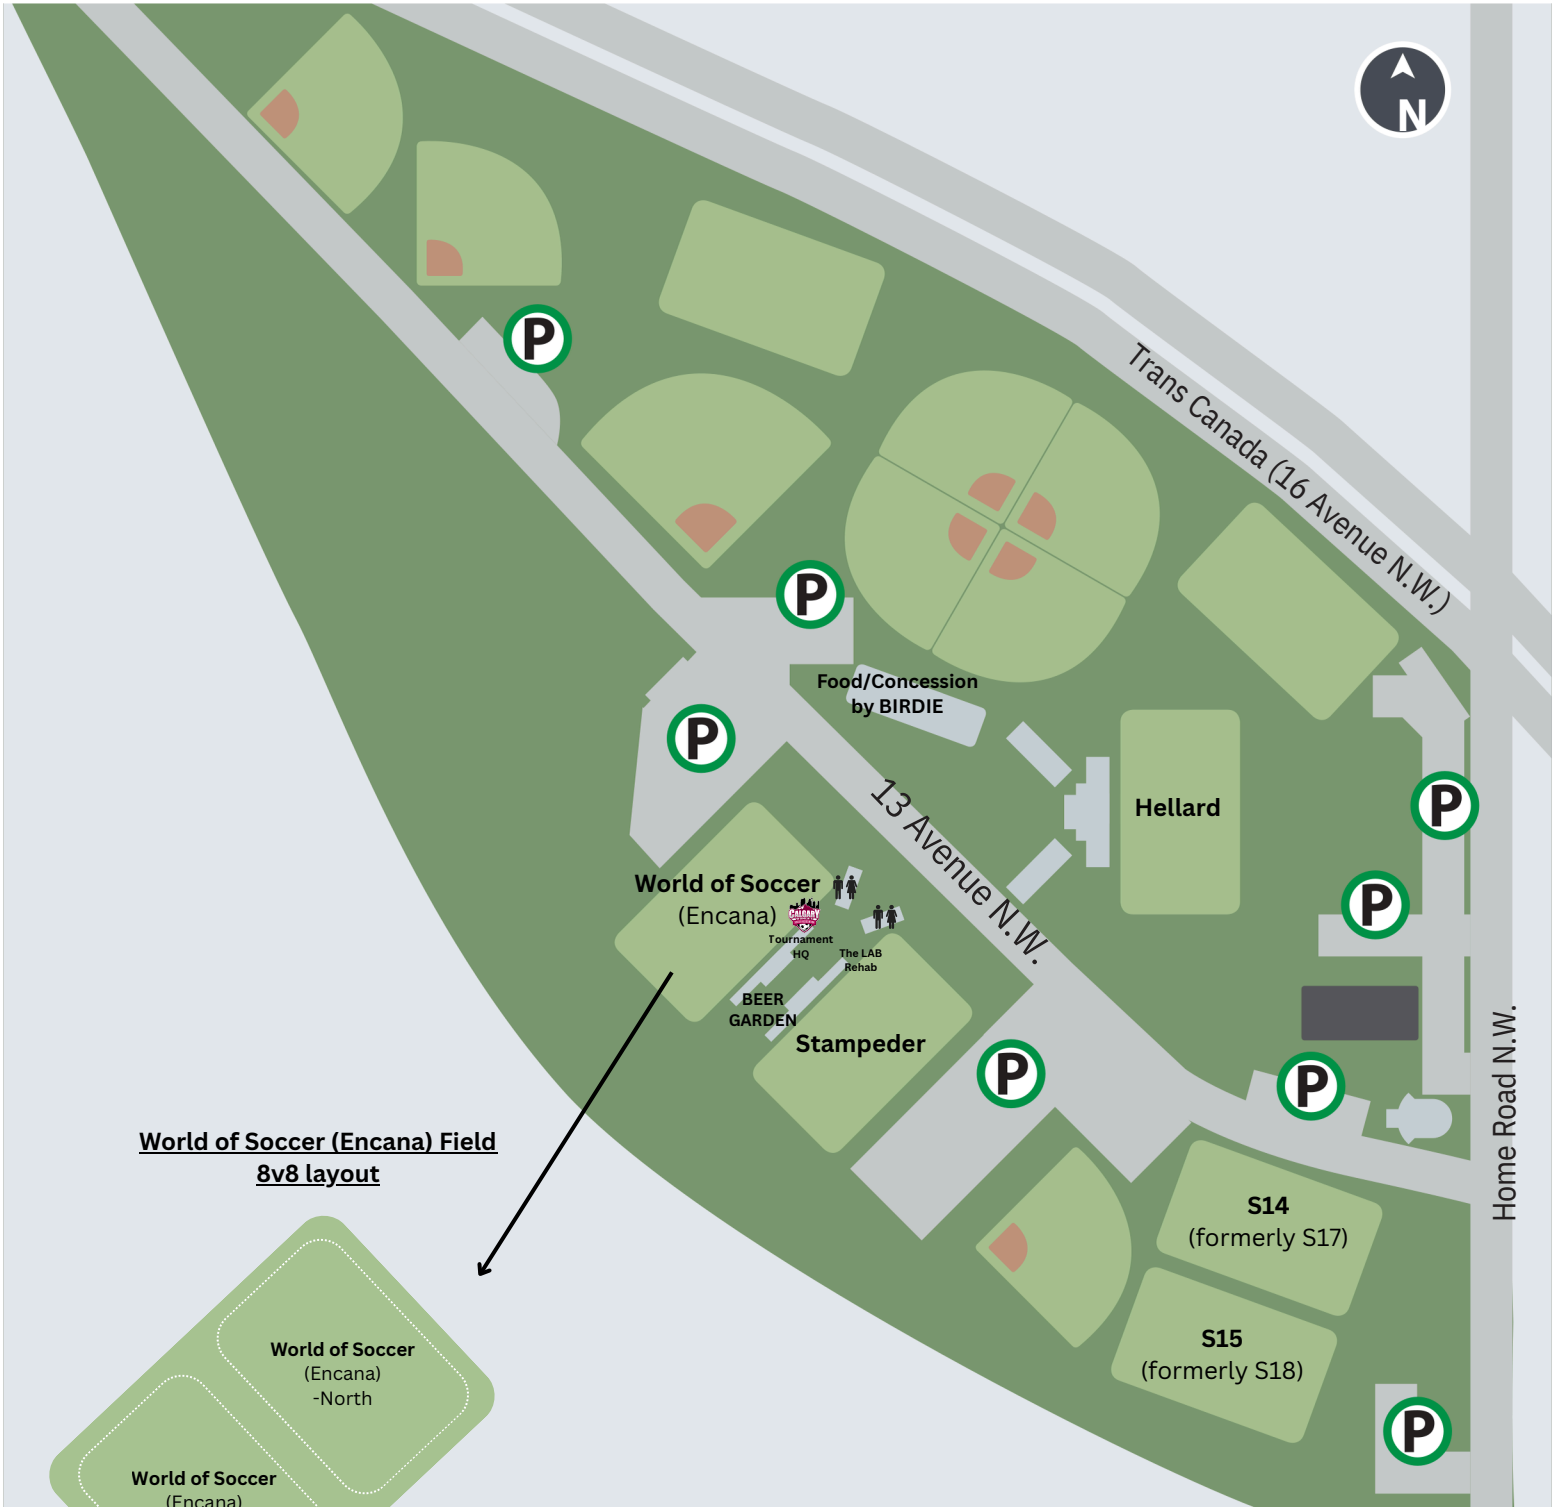 N
P
Trans Canada (16 Avenue N.W.)
P
Food/Concession
by BIRDIE
P
13 Avenue N.W.
Hellard
P
World of Soccer
(Encana)
CALGARY
Tournament
HQ
The LAB
Rehab
P
BEER
GARDEN
Stampeder
P
P
Home Road N.W.
World of Soccer (Encana) Field
8v8 layout
S14
(formerly S17)
S15
(formerly S18)
P
World of Soccer
(Encana)
-North
World of Soccer
(Encana)